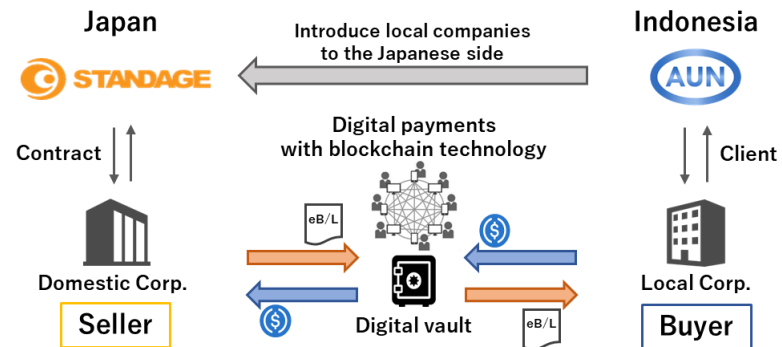 Japan
Indonesia
Introduce local companies
to the Japanese side
STANDAGE
AUN
Digital payments
with blockchain technology
Contract
Client
eB/L
Domestic Corp.
Local Corp.
Seller
Digital vault
eB/L
Buyer